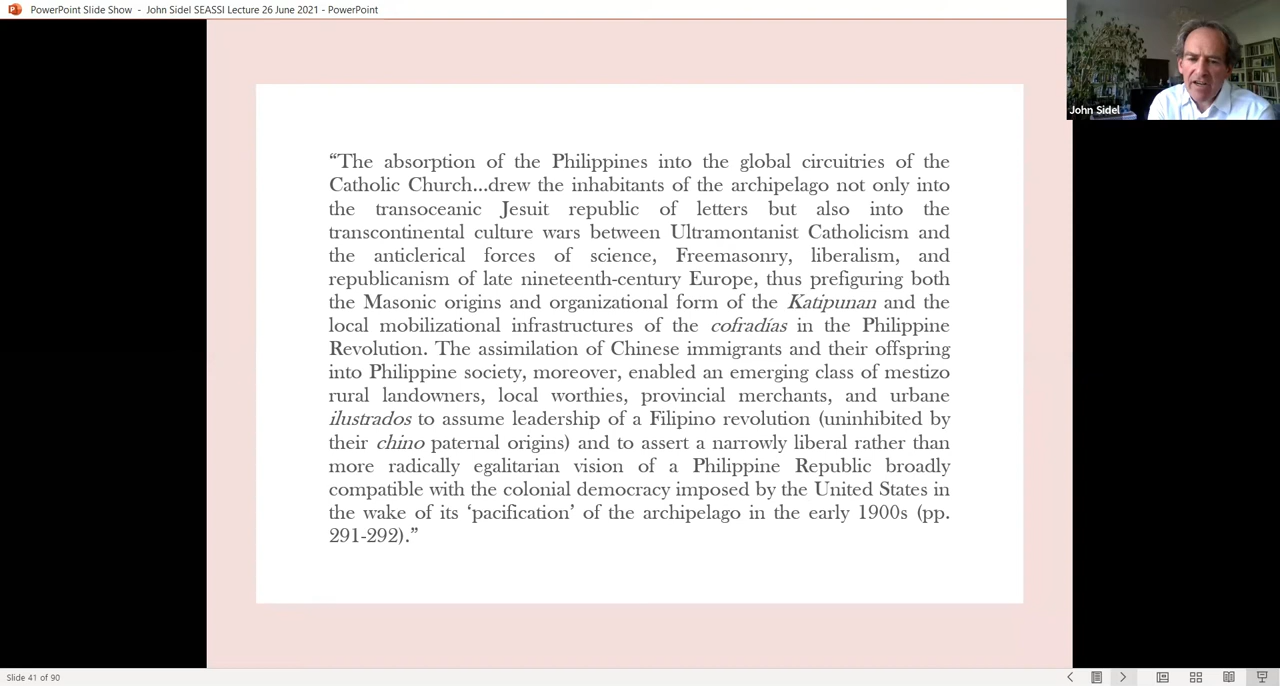 PowerPoint Slide Show - John Sidel SEASSI Lecture 26 June 2021 - PowerPoint
John Sidel
“The absorption of the Philippines into the global circuitries of the
Catholic Church...drew the inhabitants of the archipelago not only into
the transoceanic Jesuit republic of letters but also into the
transcontinental culture wars between Ultramontanist Catholicism and
the anticlerical forces of science, Freemasonry, liberalism, and
republicanism of late nineteenth-century Europe, thus prefiguring both
the Masonic origins and organizational form of the Katipunan and the
local mobilizational infrastructures of the cofradías in the Philippine
Revolution. The assimilation of Chinese immigrants and their offspring
into Philippine society, moreover, enabled an emerging class of mestizo
rural landowners, local worthies, provincial merchants, and urbane
ilustrados to assume leadership of a Filipino revolution (uninhibited by
their chino paternal origins) and to assert a narrowly liberal rather than
more radically egalitarian vision of a Philippine Republic broadly
compatible with the colonial democracy imposed by the United States in
the wake of its ‘pacification’ of the archipelago in the early 1900s (pp.
291-292).”
Slide 41 of 90